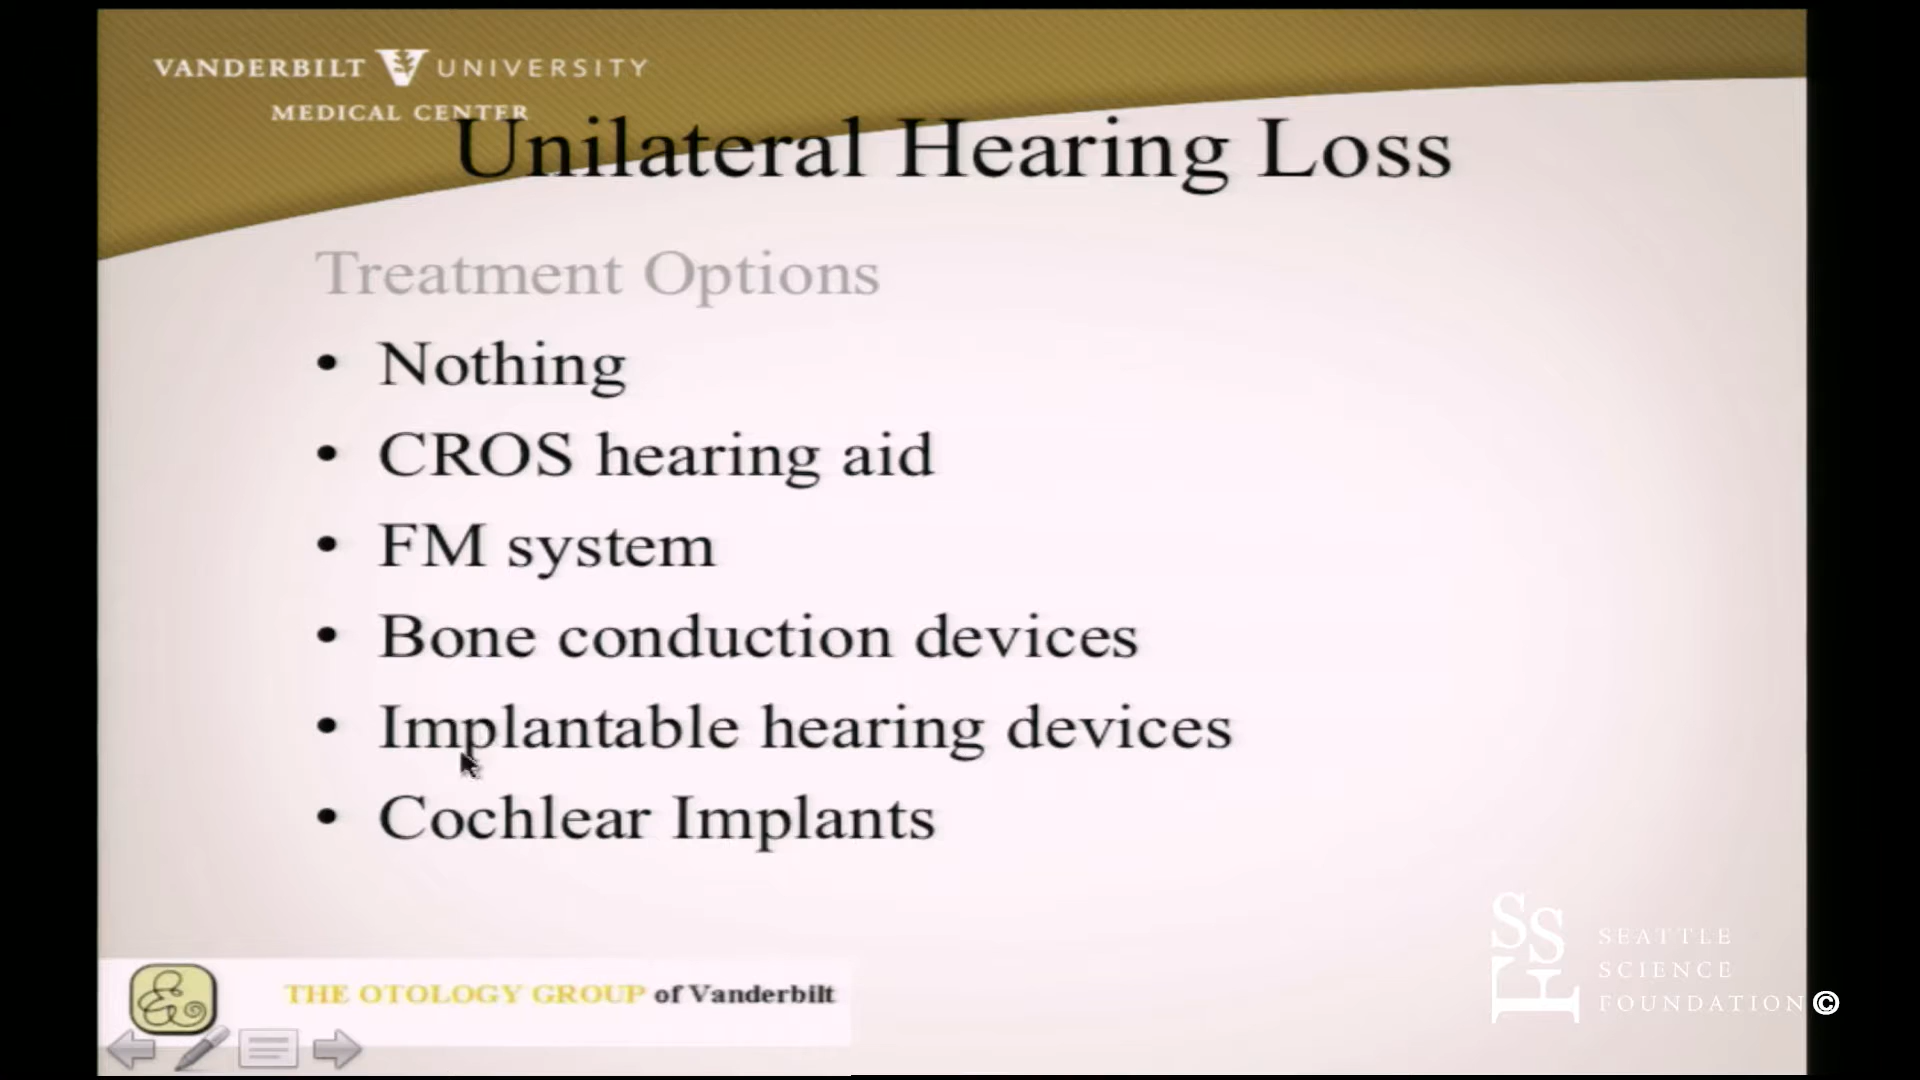 VANDERBILT UNIVERSITY
MEDICAL CENTER
Unilateral Hearing Loss
Treatment Options
• Nothing
• CROS hearing aid
• FM system
• Bone conduction devices
• Implantable hearing devices
• Cochlear Implants
THE OTOLOGY GROUP of Vanderbilt
SSF
SEATTLE
SCIENCE
FOUNDATION©